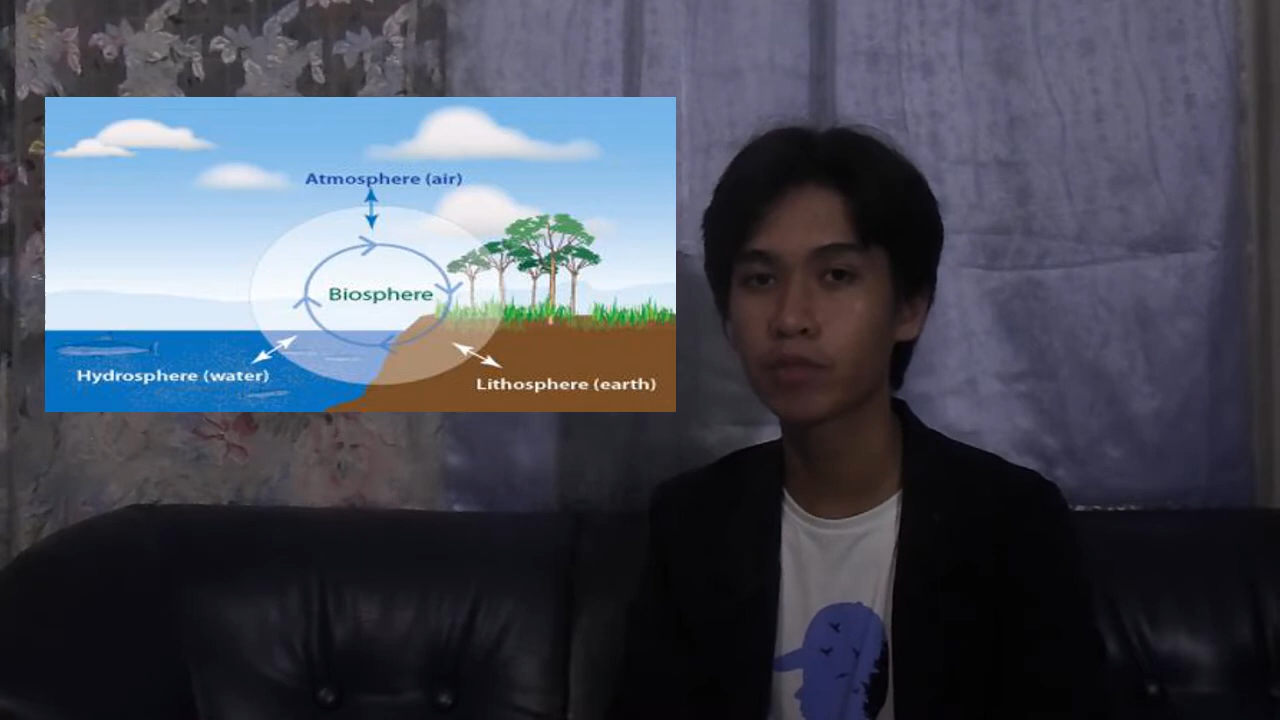 Atmosphere (air)
Biosphere
Hydrosphere (water)
Lithosphere (earth)